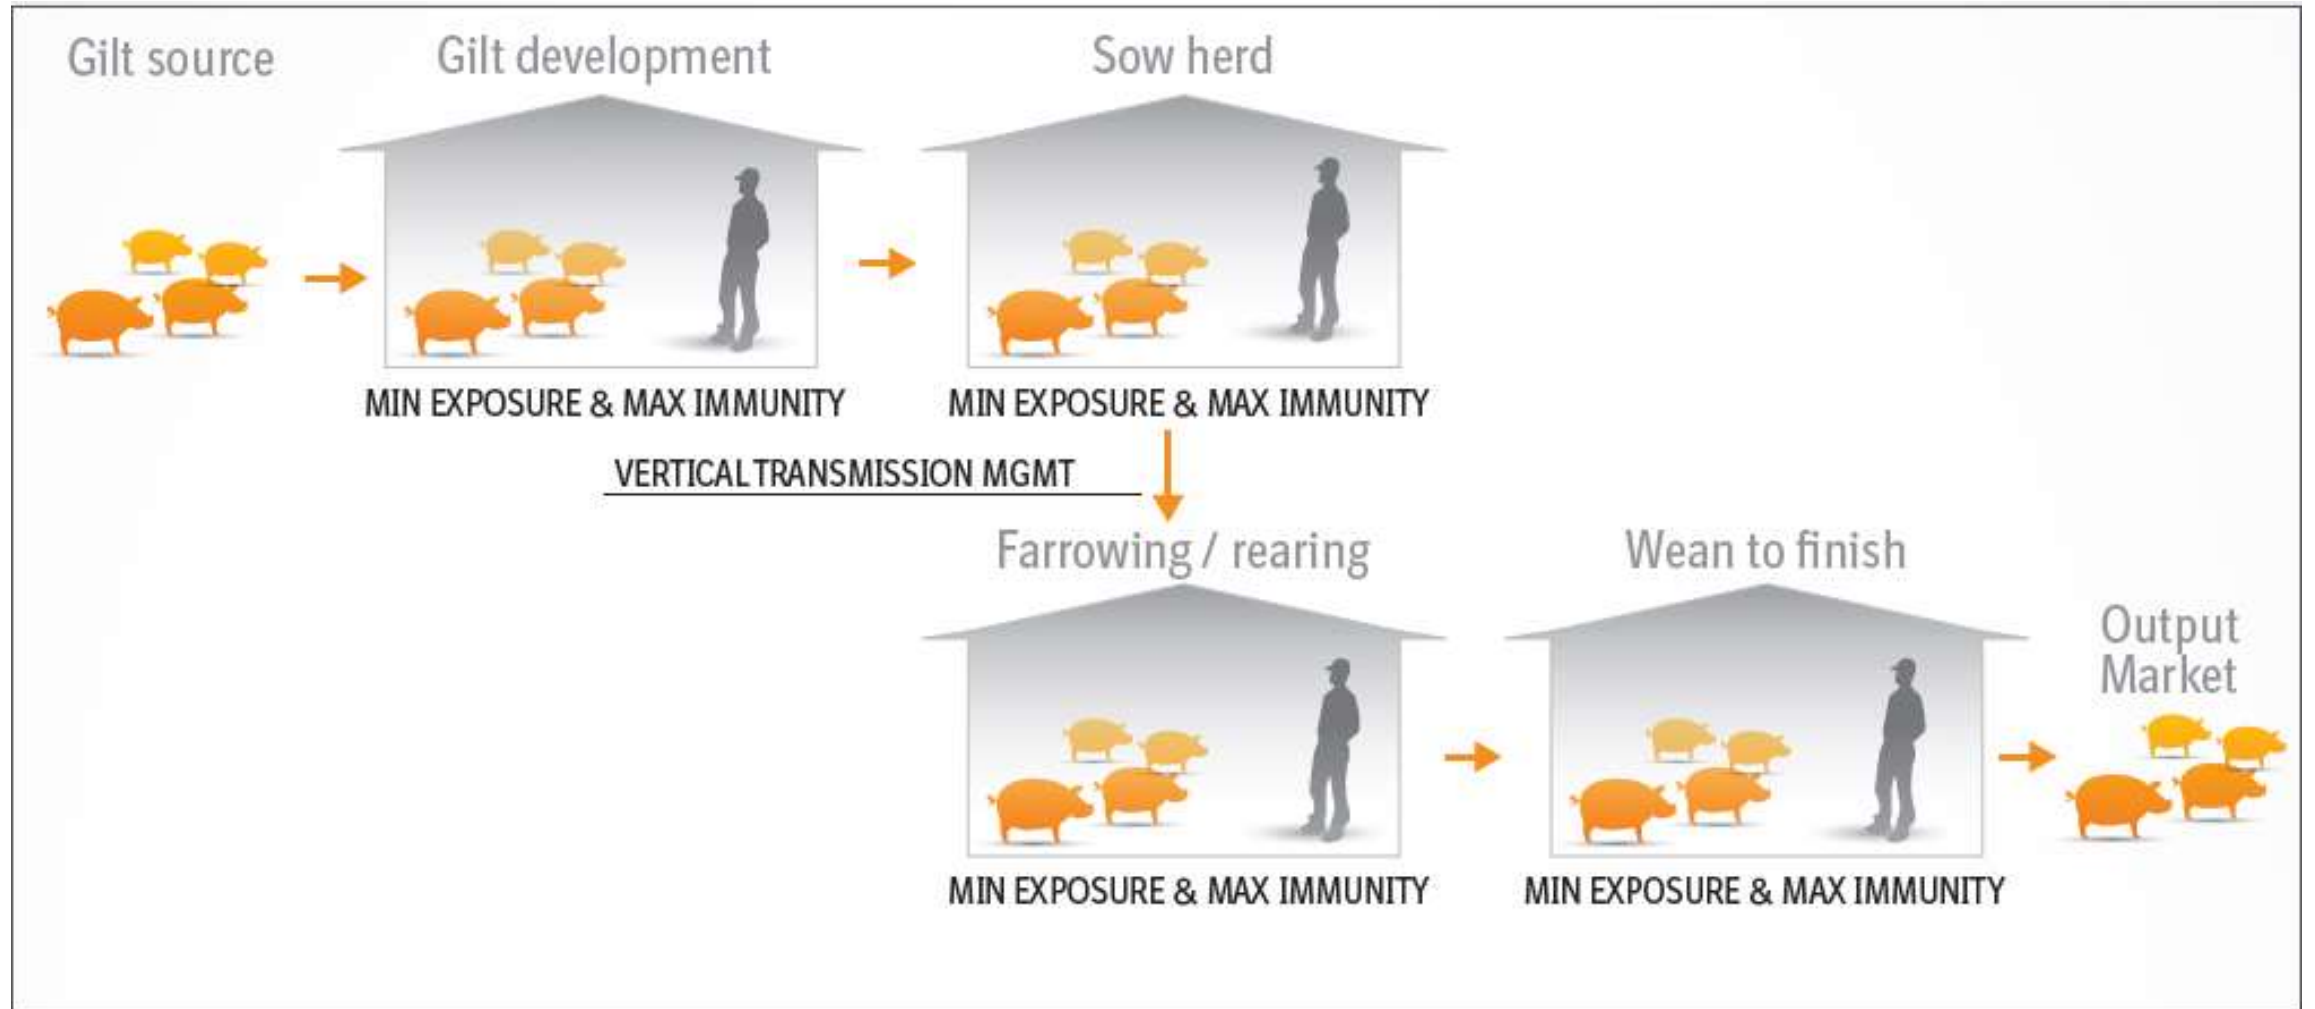 Gilt source
Gilt development
Sow herd
MIN EXPOSURE & MAX IMMUNITY
MIN EXPOSURE & MAX IMMUNITY
VERTICAL TRANSMISSION MGMT
Farrowing / rearing
Wean to finish
Output
Market
MIN EXPOSURE & MAX IMMUNITY
MIN EXPOSURE & MAX IMMUNITY